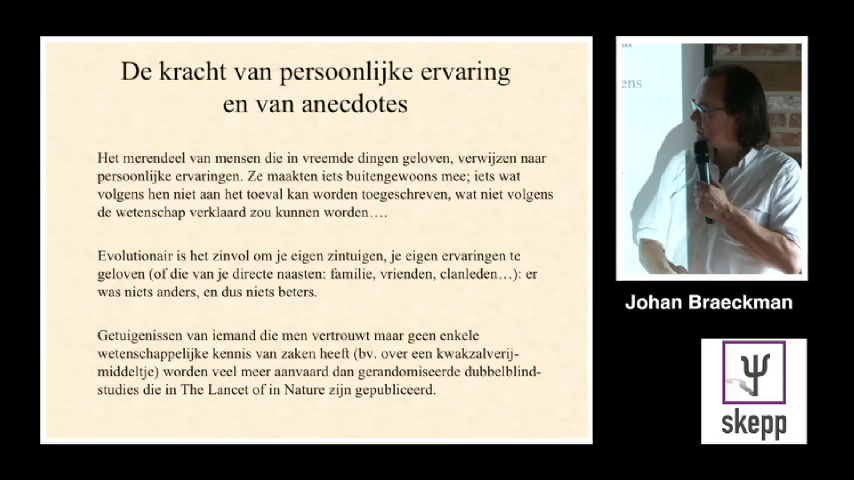 De kracht van persoonlijke ervaring
en van anecdotes
Het merendeel van mensen die in vreemde dingen geloven, verwijzen naar
persoonlijke ervaringen. Ze maakten iets buitengewoons mee; iets wat
volgens hen niet aan het toeval kan worden toegeschreven, wat niet volgens
de wetenschap verklaard zou kunnen worden….
Evolutionair is het zinvol om je eigen zintuigen, je eigen ervaringen te
geloven (of die van je directe naasten: familie, vrienden, clanleden…): er
was niets anders, en dus niets beters.
Getuigenissen van iemand die men vertrouwt maar geen enkele
wetenschappelijke kennis van zaken heeft (bv. over een kwakzalverij-
middeltje) worden veel meer aanvaard dan gerandomiseerde dubbelblind-
studies die in The Lancet of in Nature zijn gepubliceerd.
ens
Johan Braeckman
Ψ
skepp